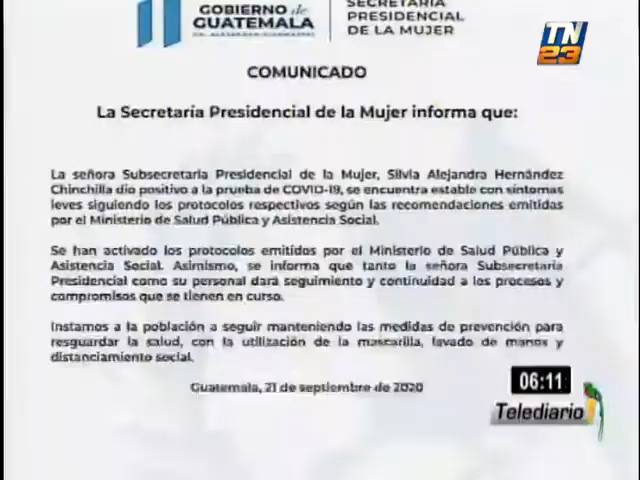 GOBIERNO de
GUATEMALA
DR. ALEJANDRO GIAMMATTEI
SECRETARÍA
PRESIDENCIAL
DE LA MUJER
TN
23
COMUNICADO
La Secretaría Presidencial de la Mujer informa que:
La señora Subsecretaria Presidencial de la Mujer, Silvia Alejandra Hernández
Chinchilla dio positivo a la prueba de COVID-19, se encuentra estable con síntomas
leves siguiendo los protocolos respectivos según las recomendaciones emitidas
por el Ministerio de Salud Pública y Asistencia Social.
Se han activado los protocolos emitidos por el Ministerio de Salud Pública y
Asistencia Social. Asimismo, se informa que tanto la señora Subsecretaria
Presidencial como su personal dará seguimiento y continuidad a los procesos y
compromisos que se tienen en curso.
Instamos a la población a seguir manteniendo las medidas de prevención para
resguardar la salud, con la utilización de la mascarilla, lavado de manos y
distanciamiento social.
Guatemala, 21 de septiembre de 2020
06:11
Telediario